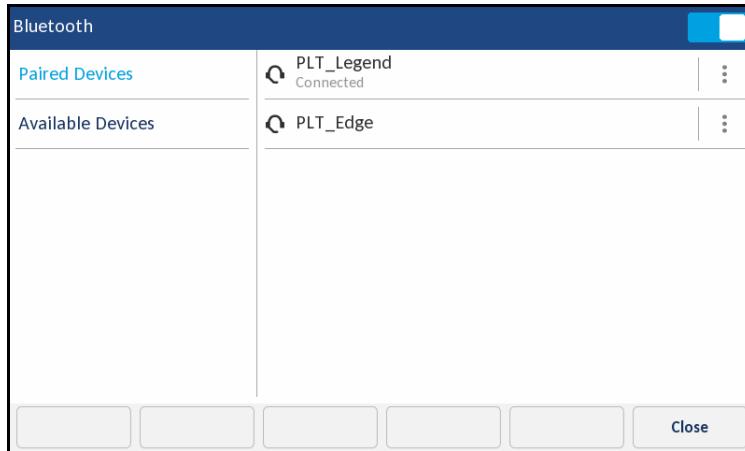 Bluetooth
Paired Devices
Available Devices
PLT_Legend
Connected
PLT_Edge
Close